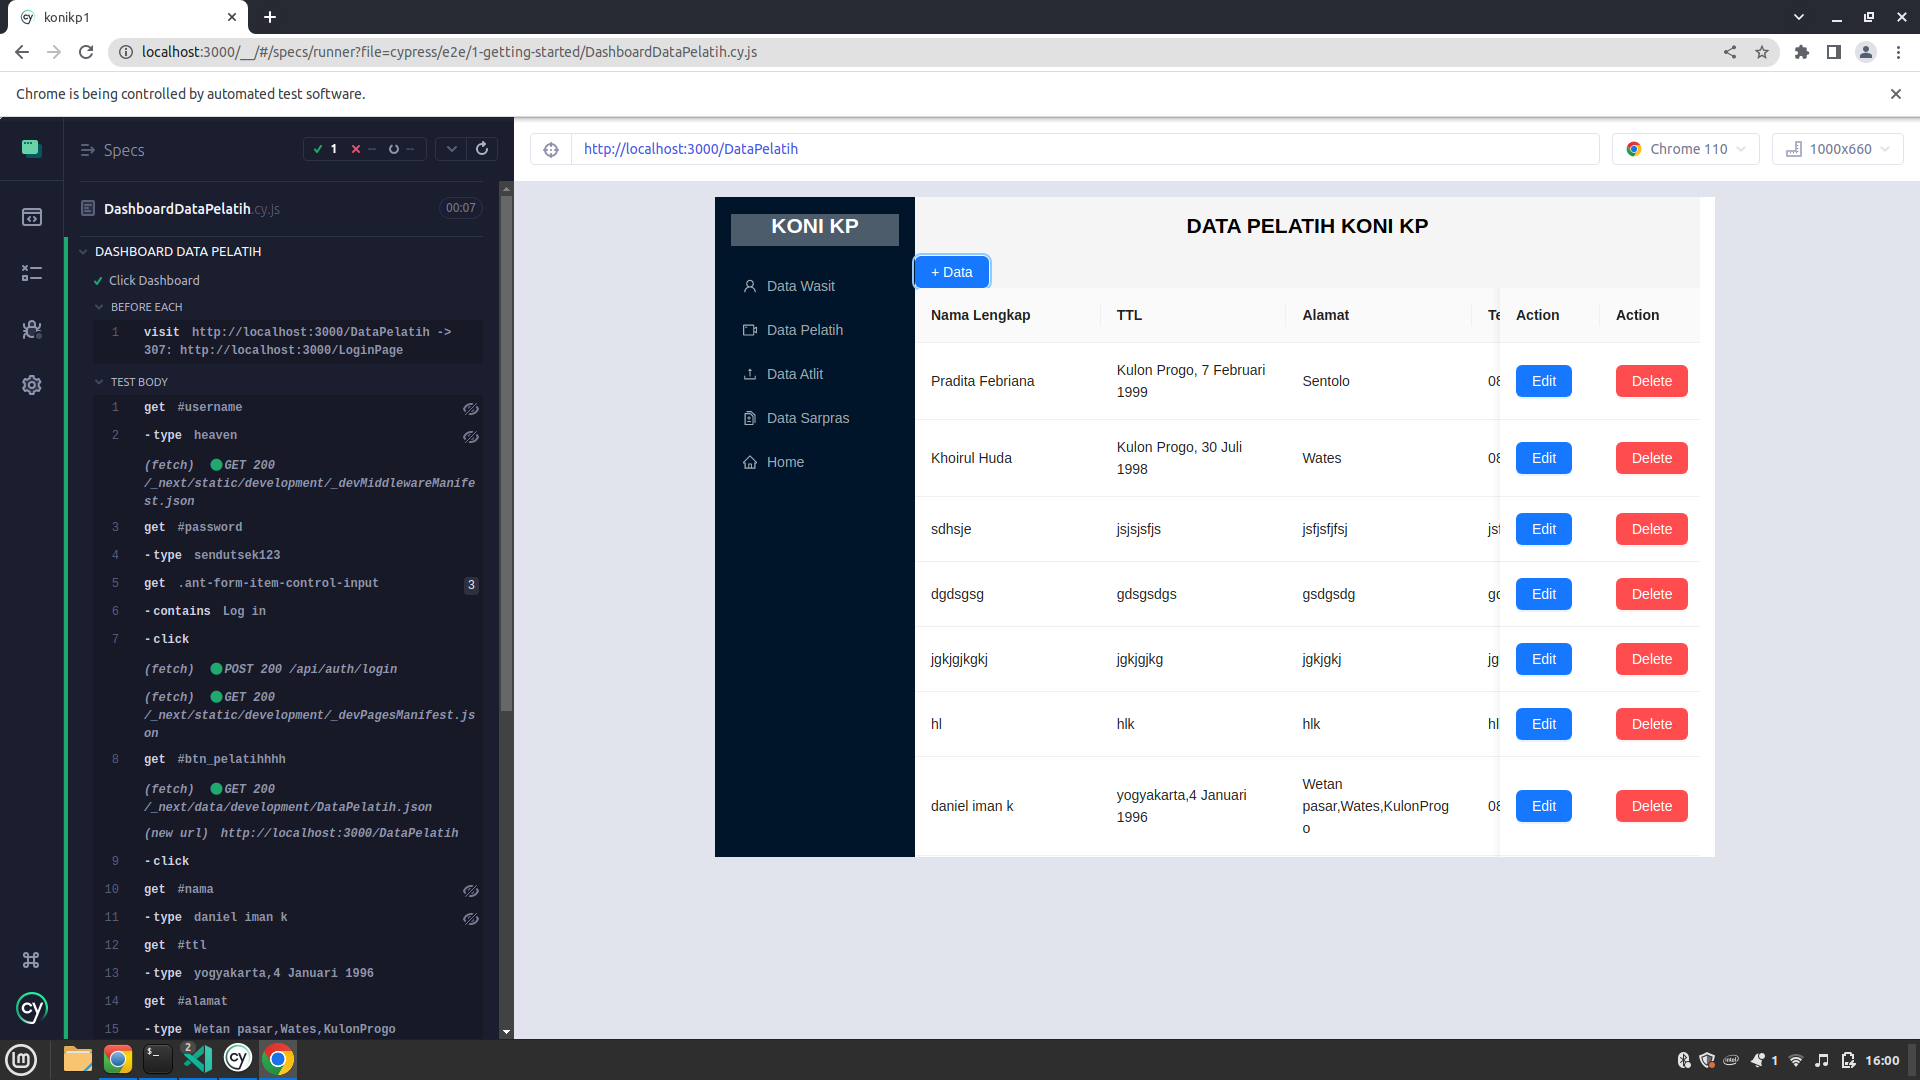 konikp1
localhost:3000/__/#/specs/runner?file=cypress/e2e/1-getting-started/DashboardDataPelatih.cy.js
Chrome is being controlled by automated test software.
Specs
1 -- -- 
http://localhost:3000/DataPelatih
Chrome 110
1000x660
DashboardDataPelatih.cy.js
00:07
DASHBOARD DATA PELATIH
Click Dashboard
BEFORE EACH
1 visit http://localhost:3000/DataPelatih ->
307: http://localhost:3000/LoginPage
TEST BODY
1 get #username
2 -type heaven
(fetch) GET 200
/_next/static/development/_devMiddlewareManife
st.json
3 get #password
4 -type sendutsek123
5 get .ant-form-item-control-input 3
6 -contains Log in
7 -click
(fetch) POST 200 /api/auth/login
(fetch) GET 200
/_next/static/development/_devPagesManifest.js
on
8 get #btn_pelatihhhh
(fetch) GET 200
/_next/data/development/DataPelatih.json
(new url) http://localhost:3000/DataPelatih
9 -click
10 get #nama
11 -type daniel iman k
12 get #ttl
13 -type yogyakarta,4 Januari 1996
14 get #alamat
15 -type Wetan pasar,Wates,KulonProgo
KONI KP
Data Wasit
Data Pelatih
Data Atlit
Data Sarpras
Home
DATA PELATIH KONI KP
+ Data
Nama Lengkap TTL Alamat Te Action Action
Pradita Febriana Kulon Progo, 7 Februari 1999 Sentolo 08 Edit Delete
Khoirul Huda Kulon Progo, 30 Juli 1998 Wates 08 Edit Delete
sdhsje jsjsjsfjs jsfjsfjfsj jsf Edit Delete
dgdsgsg gdsgsdgs gsdgsdg gd Edit Delete
jgkjgjkgkj jgkjgjkg jgkjgkj jg Edit Delete
hl hlk hlk hl Edit Delete
daniel iman k yogyakarta,4 Januari 1996 Wetan pasar,Wates,KulonProgo 08 Edit Delete
cy
lm
$_
2
cy
intel
1
16:00